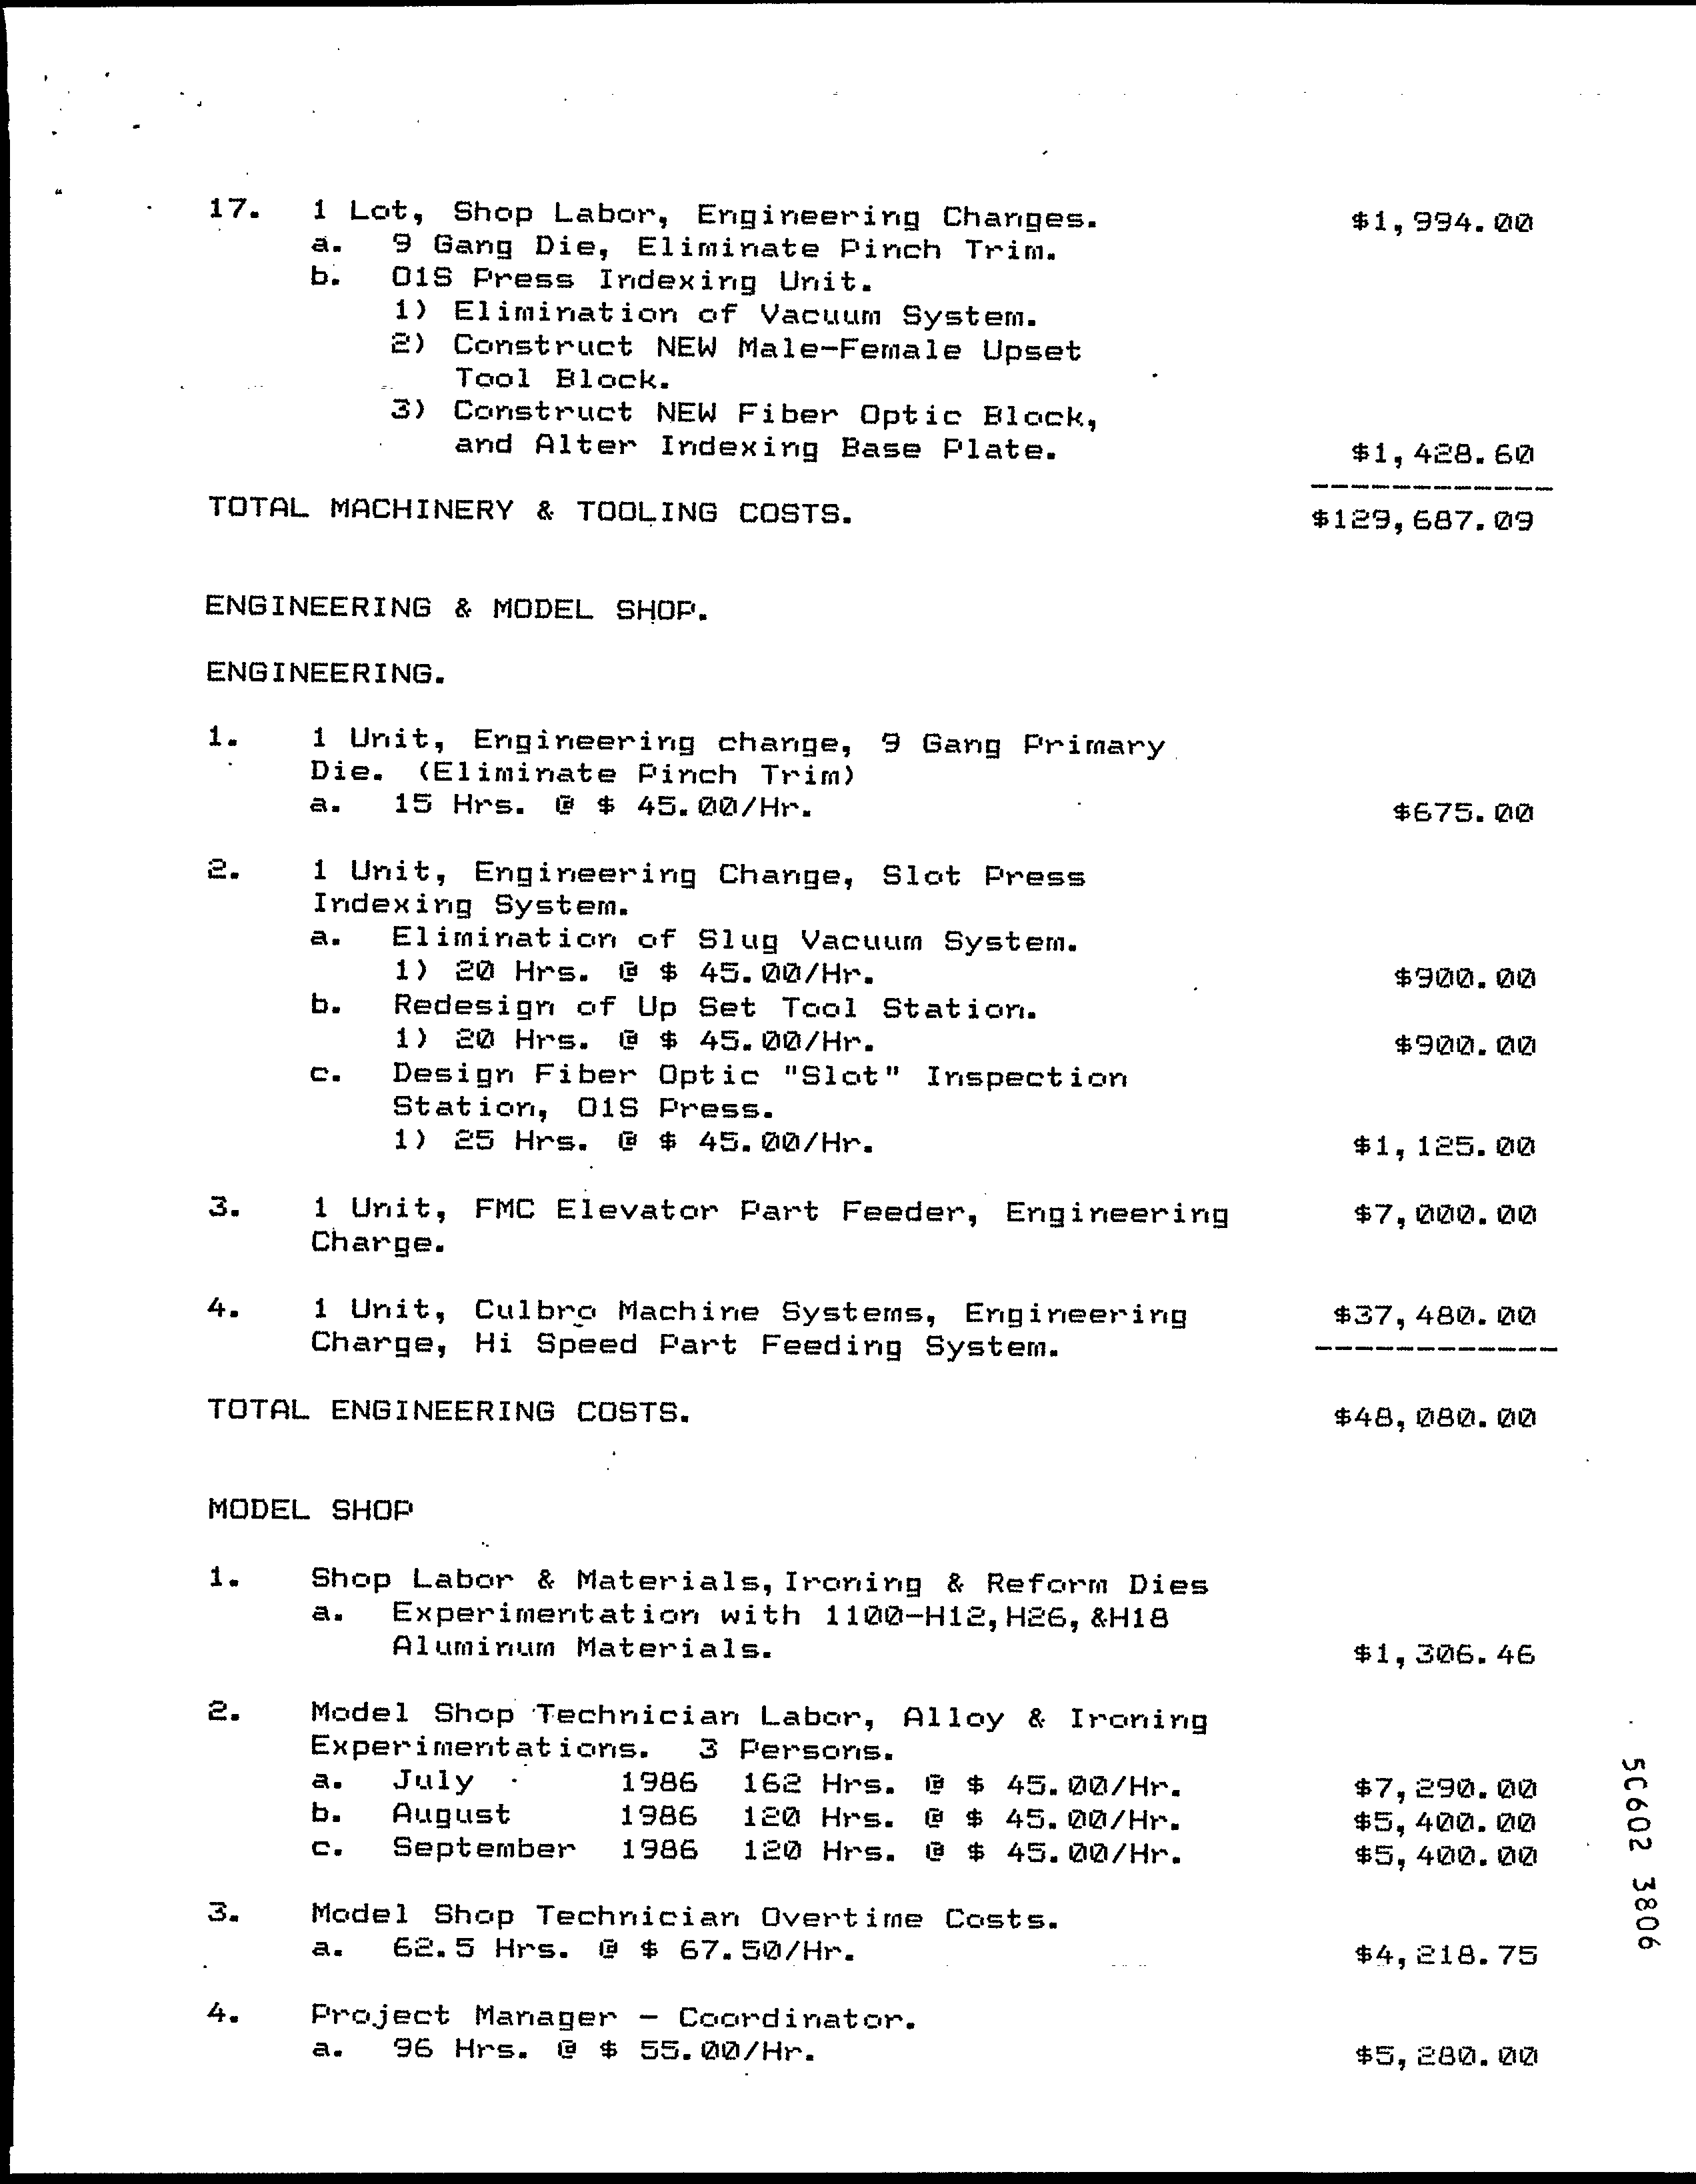 17. 1 Lot, Shop Labor, Engineering Changes. $1,994.00
a. 9 Gang Die, Eliminate Pinch Trim.
b. O1S Press Indexing Unit.
1) Elimination of Vacuum System.
2) Construct NEW Male-Female Upset
Tool Block.
3) Construct NEW Fiber Optic Block,
and Alter Indexing Base Plate. $1,428.60
------------
TOTAL MACHINERY & TOOLING COSTS. $129,687.09
ENGINEERING & MODEL SHOP.
ENGINEERING.
1. 1 Unit, Engineering change, 9 Gang Primary
Die. (Eliminate Pinch Trim)
a. 15 Hrs. @ $ 45.00/Hr. $675.00
2. 1 Unit, Engineering Change, Slot Press
Indexing System.
a. Elimination of Slug Vacuum System.
1) 20 Hrs. @ $ 45.00/Hr. $900.00
b. Redesign of Up Set Tool Station.
1) 20 Hrs. @ $ 45.00/Hr. $900.00
c. Design Fiber Optic "Slot" Inspection
Station, O1S Press.
1) 25 Hrs. @ $ 45.00/Hr. $1,125.00
3. 1 Unit, FMC Elevator Part Feeder, Engineering $7,000.00
Charge.
4. 1 Unit, Culbro Machine Systems, Engineering $37,480.00
Charge, Hi Speed Part Feeding System. ------------
TOTAL ENGINEERING COSTS. $48,080.00
MODEL SHOP
1. Shop Labor & Materials, Ironing & Reform Dies
a. Experimentation with 1100-H12,H26,&H18
Aluminum Materials. $1,306.46
2. Model Shop Technician Labor, Alloy & Ironing
Experimentations. 3 Persons.
a. July 1986 162 Hrs. @ $ 45.00/Hr. $7,290.00
b. August 1986 120 Hrs. @ $ 45.00/Hr. $5,400.00
c. September 1986 120 Hrs. @ $ 45.00/Hr. $5,400.00
3. Model Shop Technician Overtime Costs.
a. 62.5 Hrs. @ $ 67.50/Hr. $4,218.75
4. Project Manager - Coordinator.
a. 96 Hrs. @ $ 55.00/Hr. $5,280.00
50602 3806